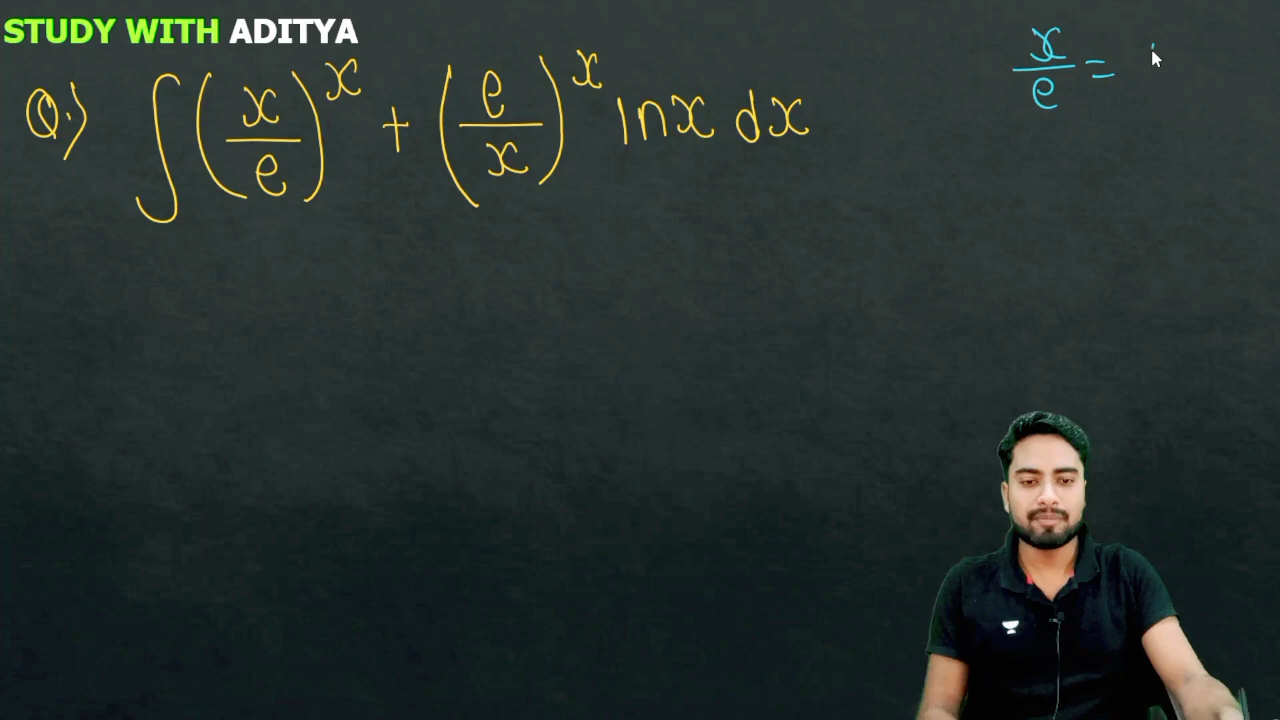 STUDY WITH ADITYA
Q.) ∫ (x/e)^x + (e/x)^x ln x dx
x/e =